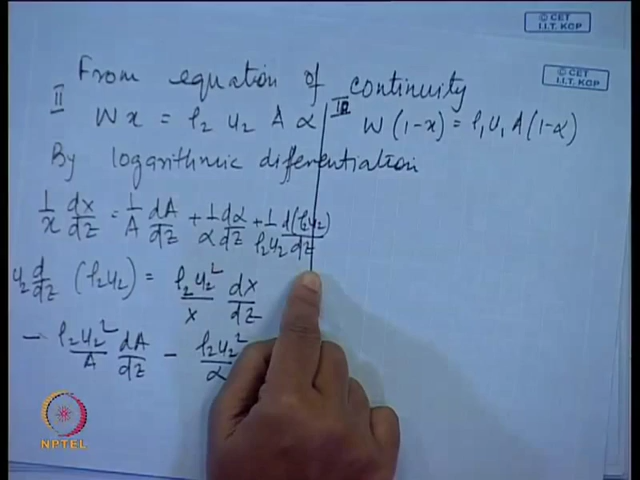 © CET
I.I.T. KGP
© CET
I.I.T. KGP
From equation of continuity
II
W x = ρ₂ u₂ A α
III
W (1-x) = ρ₁ u₁ A (1-α)
By logarithmic differentiation
1/x dx/dz = 1/A dA/dz + 1/α dα/dz + 1/ρ₂u₂ d(ρ₂u₂)/dz
u₂ d/dz (ρ₂u₂) = ρ₂u₂²/x dx/dz
- ρ₂u₂²/A dA/dz - ρ₂u₂²/α
NPTEL